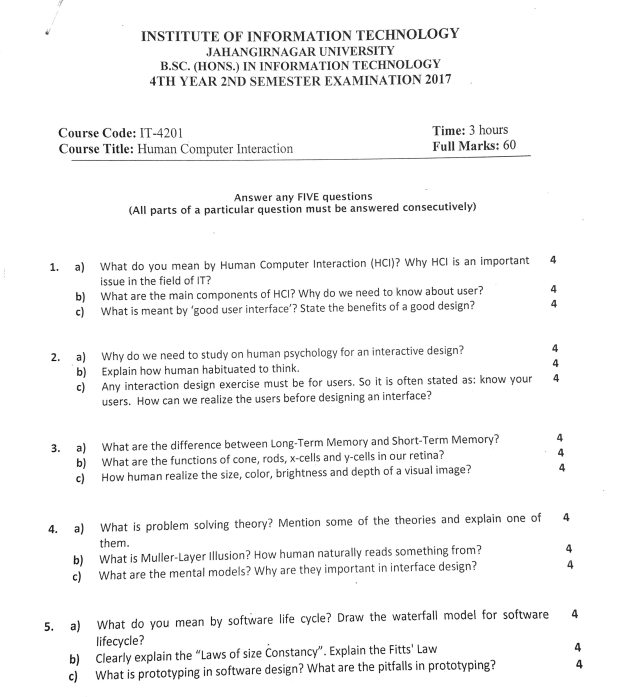 INSTITUTE OF INFORMATION TECHNOLOGY
JAHANGIRNAGAR UNIVERSITY
B.SC. (HONS.) IN INFORMATION TECHNOLOGY
4TH YEAR 2ND SEMESTER EXAMINATION 2017
Course Code: IT-4201 Time: 3 hours
Course Title: Human Computer Interaction Full Marks: 60
Answer any FIVE questions
(All parts of a particular question must be answered consecutively)
1. a) What do you mean by Human Computer Interaction (HCI)? Why HCI is an important 4
issue in the field of IT?
b) What are the main components of HCI? Why do we need to know about user? 4
c) What is meant by 'good user interface'? State the benefits of a good design? 4
2. a) Why do we need to study on human psychology for an interactive design? 4
b) Explain how human habituated to think. 4
c) Any interaction design exercise must be for users. So it is often stated as: know your 4
users. How can we realize the users before designing an interface?
3. a) What are the difference between Long-Term Memory and Short-Term Memory? 4
b) What are the functions of cone, rods, x-cells and y-cells in our retina? 4
c) How human realize the size, color, brightness and depth of a visual image? 4
4. a) What is problem solving theory? Mention some of the theories and explain one of 4
them.
b) What is Muller-Layer Illusion? How human naturally reads something from? 4
c) What are the mental models? Why are they important in interface design? 4
5. a) What do you mean by software life cycle? Draw the waterfall model for software 4
lifecycle?
b) Clearly explain the "Laws of size Constancy". Explain the Fitts' Law 4
c) What is prototyping in software design? What are the pitfalls in prototyping? 4